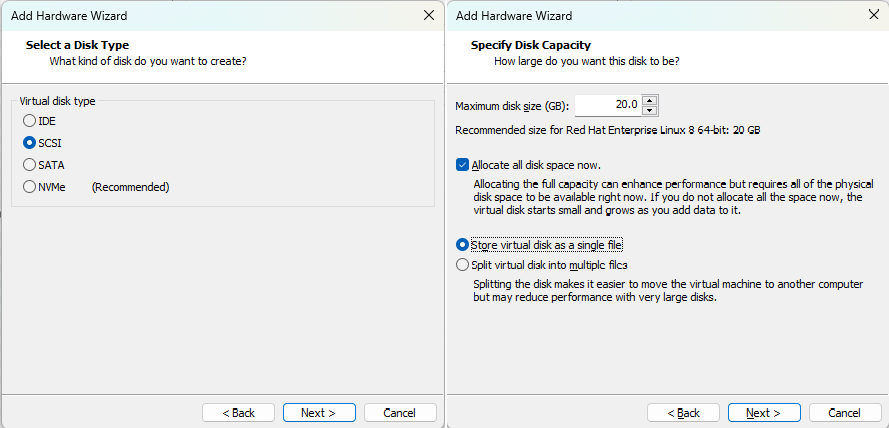 Add Hardware Wizard
Select a Disk Type
What kind of disk do you want to create?
Virtual disk type
IDE
SCSI
SATA
NVMe (Recommended)
< Back
Next >
Cancel
Add Hardware Wizard
Specify Disk Capacity
How large do you want this disk to be?
Maximum disk size (GB): 20.0
Recommended size for Red Hat Enterprise Linux 8 64-bit: 20 GB
Allocate all disk space now.
Allocating the full capacity can enhance performance but requires all of the physical
disk space to be available right now. If you do not allocate all the space now, the
virtual disk starts small and grows as you add data to it.
Store virtual disk as a single file
Split virtual disk into multiple files
Splitting the disk makes it easier to move the virtual machine to another computer
but may reduce performance with very large disks.
< Back
Next >
Cancel